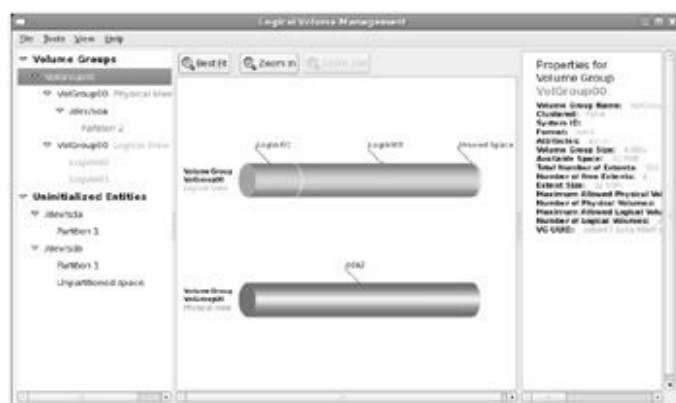 Logical Volume Management
File Tools View Help
Volume Groups
VolGroup00
VolGroup00 Physical View
/dev/sda
Partition 2
VolGroup00 Logical View
LogVol00
LogVol01
Uninitialized Entities
/dev/sda
Partition 1
/dev/sdb
Partition 1
Unpartitioned space
Best Fit
Zoom In
Zoom Out
LogVol01
LogVol00
Unused Space
Volume Group
VolGroup00
Logical View
sda2
Volume Group
VolGroup00
Physical View
Properties for
Volume Group
VolGroup00
Volume Group Name:
Clustered: False
System ID:
Format: lvm2
Attributes:
Volume Group Size:
Available Space:
Total Number of Extents:
Number of Free Extents:
Extent Size:
Maximum Allowed Physical Vol
Number of Physical Volumes:
Maximum Allowed Logical Volu
Number of Logical Volumes:
VG UUID: